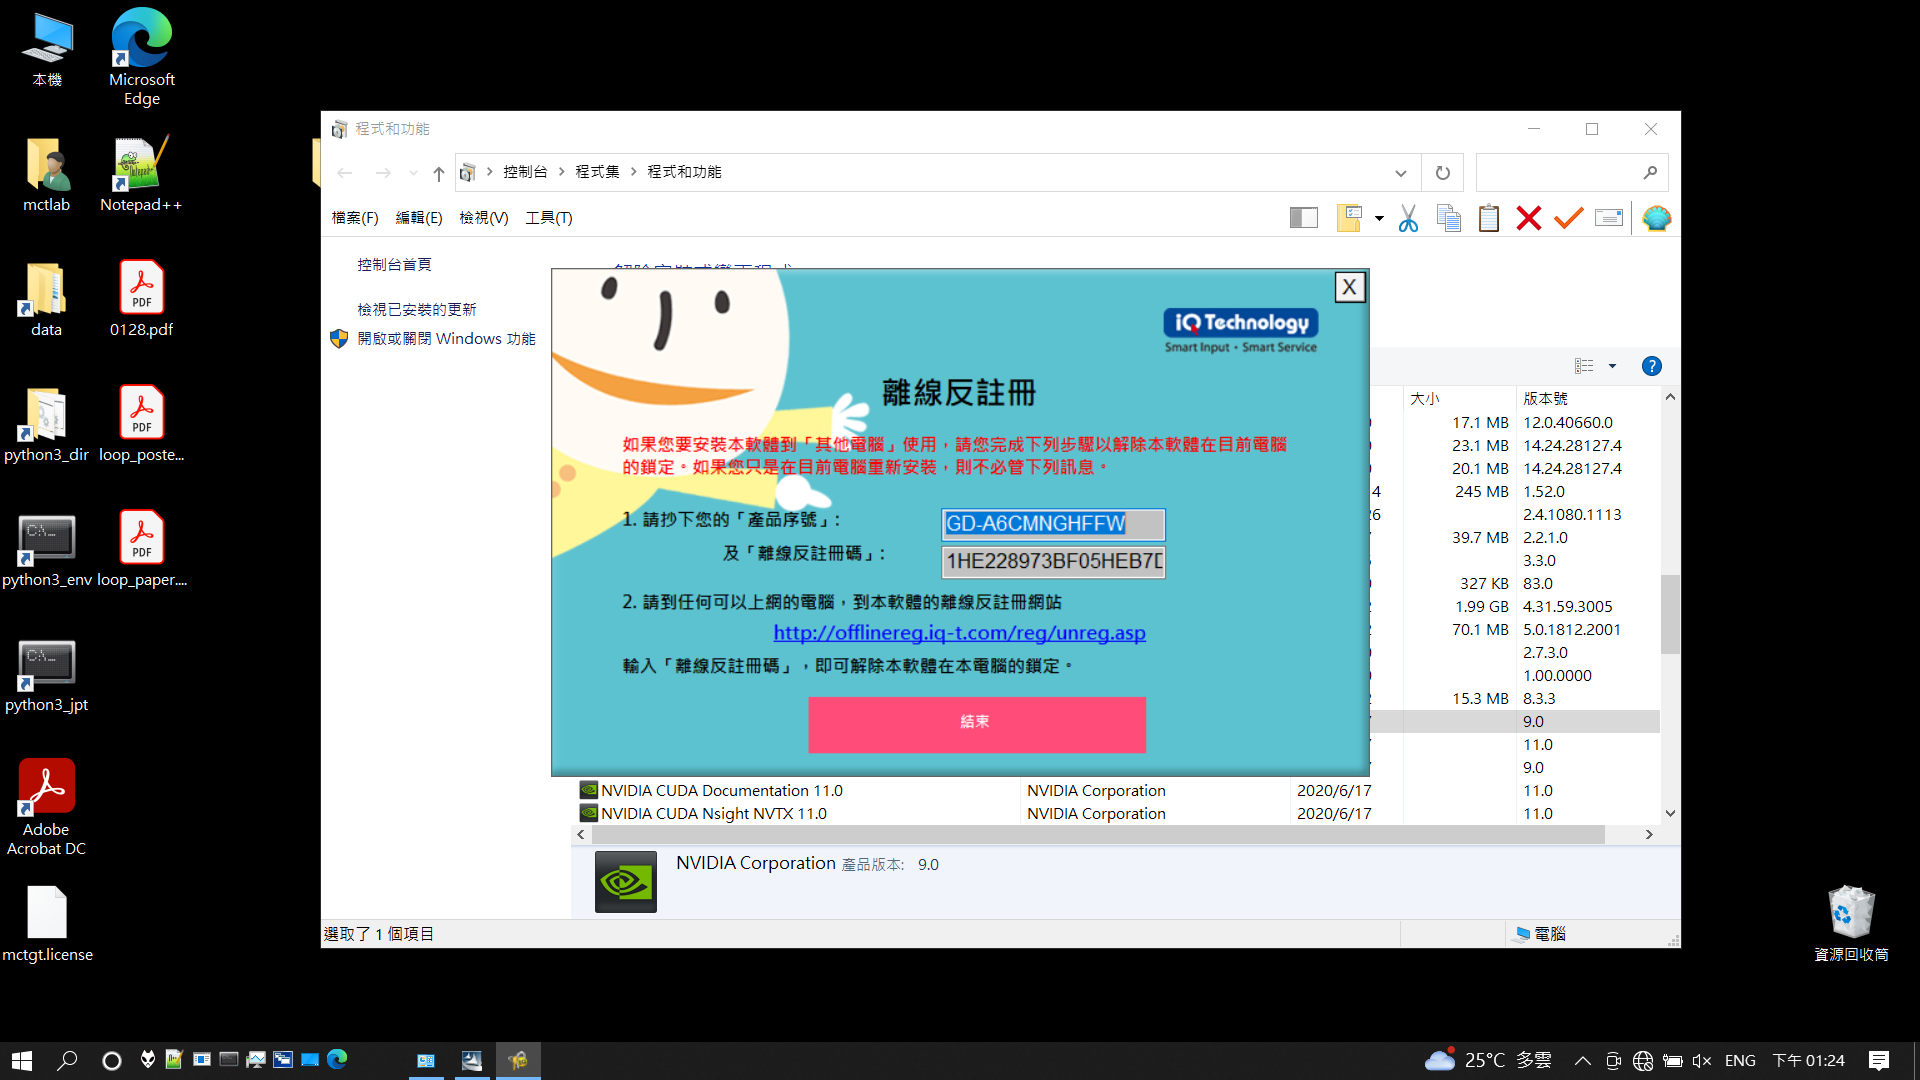 本機
Microsoft
Edge
mctlab
Notepad++
data
0128.pdf
python3_dir
loop_poste...
python3_env
loop_paper....
python3_jpt
Adobe
Acrobat DC
mctgt.license
資源回收筒
程式和功能
控制台 程式集 程式和功能
檔案(F) 編輯(E) 檢視(V) 工具(T)
控制台首頁
檢視已安裝的更新
開啟或關閉 Windows 功能
大小 版本號
17.1 MB 12.0.40660.0
23.1 MB 14.24.28127.4
20.1 MB 14.24.28127.4
4 245 MB 1.52.0
26 2.4.1080.1113
39.7 MB 2.2.1.0
3.3.0
327 KB 83.0
1.99 GB 4.31.59.3005
70.1 MB 5.0.1812.2001
2.7.3.0
1.00.0000
15.3 MB 8.3.3
9.0
11.0
9.0
NVIDIA CUDA Documentation 11.0 NVIDIA Corporation 2020/6/17 11.0
NVIDIA CUDA Nsight NVTX 11.0 NVIDIA Corporation 2020/6/17 11.0
NVIDIA Corporation 產品版本: 9.0
選取了 1 個項目
電腦
X
iQ Technology
Smart Input・Smart Service
離線反註冊
如果您要安裝本軟體到「其他電腦」使用，請您完成下列步驟以解除本軟體在目前電腦
的鎖定。如果您只是在目前電腦重新安裝，則不必管下列訊息。
1. 請抄下您的「產品序號」： GD-A6CMNGHFFW
及「離線反註冊碼」： 1HE228973BF05HEB7D
2. 請到任何可以上網的電腦，到本軟體的離線反註冊網站
http://offlinereg.iq-t.com/reg/unreg.asp
輸入「離線反註冊碼」，即可解除本軟體在本電腦的鎖定。
結束
25°C 多雲 ENG 下午 01:24